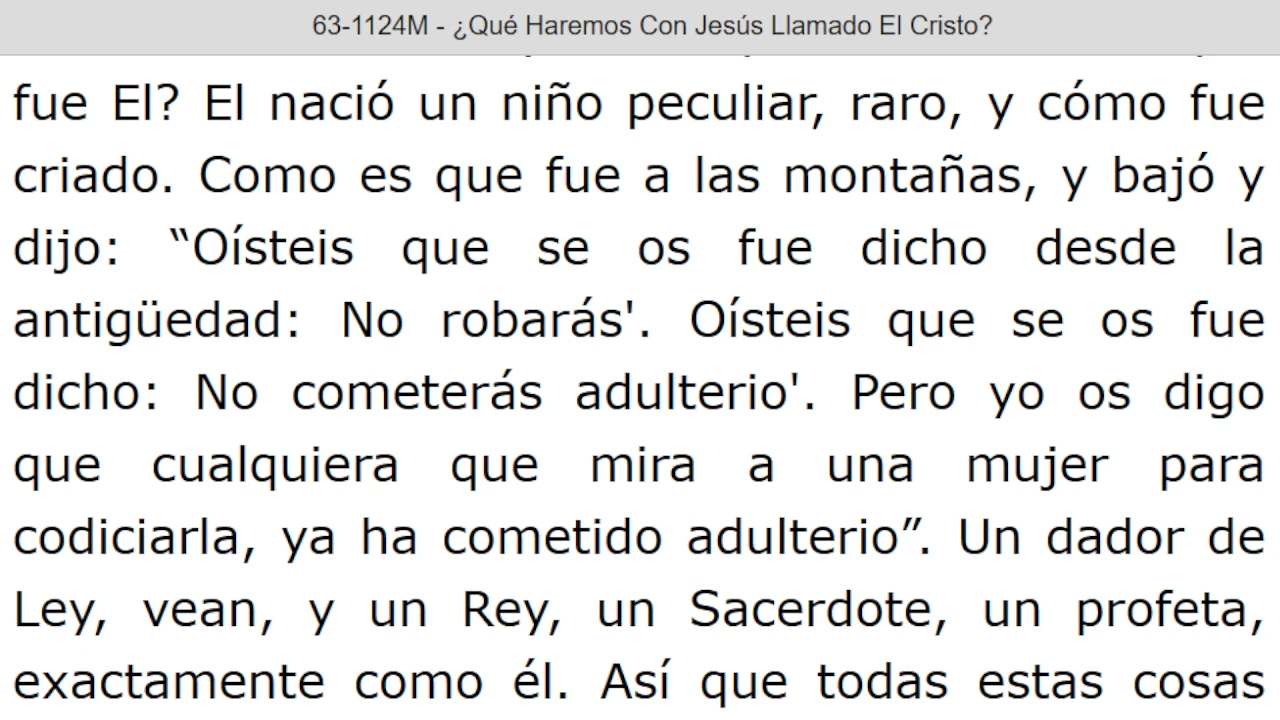 63-1124M - ¿Qué Haremos Con Jesús Llamado El Cristo?
fue El? El nació un niño peculiar, raro, y cómo fue
criado. Como es que fue a las montañas, y bajó y
dijo: “Oísteis que se os fue dicho desde la
antigüedad: No robarás'. Oísteis que se os fue
dicho: No cometerás adulterio'. Pero yo os digo
que cualquiera que mira a una mujer para
codiciarla, ya ha cometido adulterio”. Un dador de
Ley, vean, y un Rey, un Sacerdote, un profeta,
exactamente como él. Así que todas estas cosas